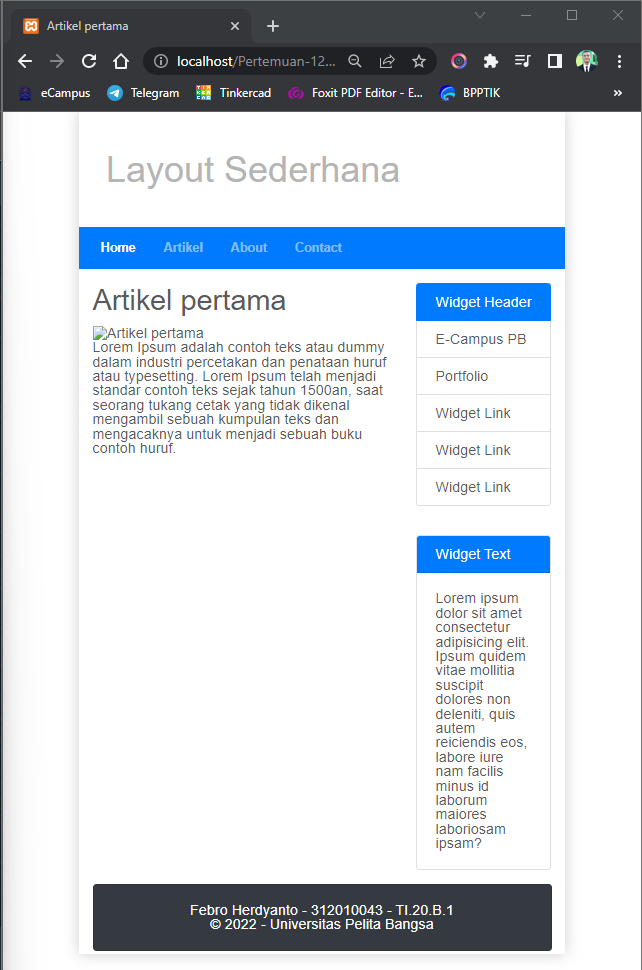 Artikel pertama
localhost/Pertemuan-12...
eCampus
Telegram
TIN KER CAD
Tinkercad
Foxit PDF Editor - E...
BPPTIK
»
Layout Sederhana
Home
Artikel
About
Contact
Artikel pertama
Artikel pertama
Lorem Ipsum adalah contoh teks atau dummy
dalam industri percetakan dan penataan huruf
atau typesetting. Lorem Ipsum telah menjadi
standar contoh teks sejak tahun 1500an, saat
seorang tukang cetak yang tidak dikenal
mengambil sebuah kumpulan teks dan
mengacaknya untuk menjadi sebuah buku
contoh huruf.
Widget Header
E-Campus PB
Portfolio
Widget Link
Widget Link
Widget Link
Widget Text
Lorem ipsum
dolor sit amet
consectetur
adipisicing elit.
Ipsum quidem
vitae mollitia
suscipit
dolores non
deleniti, quis
autem
reiciendis eos,
labore iure
nam facilis
minus id
laborum
maiores
laboriosam
ipsam?
Febro Herdyanto - 312010043 - TI.20.B.1
© 2022 - Universitas Pelita Bangsa